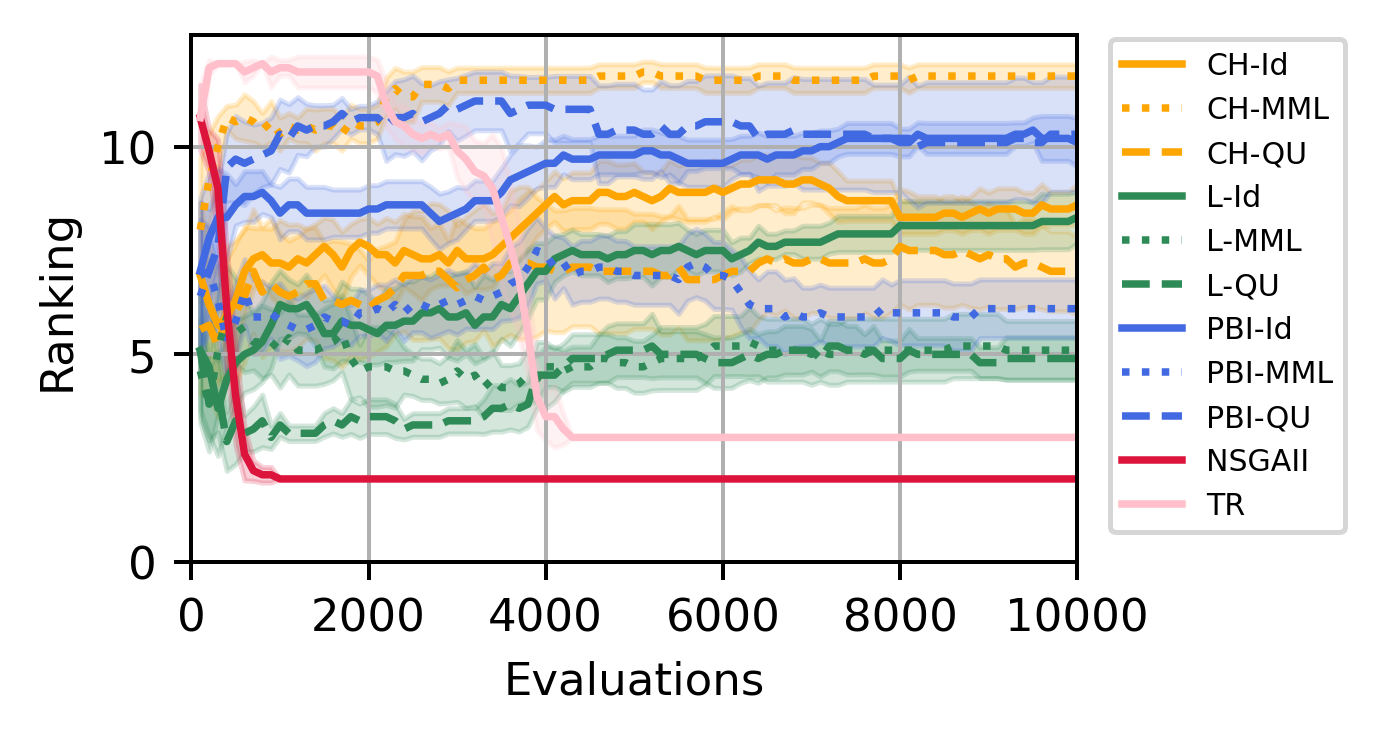 Ranking
10
5
0
0 2000 4000 6000 8000 10000
Evaluations
CH-Id
CH-MML
CH-QU
L-Id
L-MML
L-QU
PBI-Id
PBI-MML
PBI-QU
NSGAII
TR